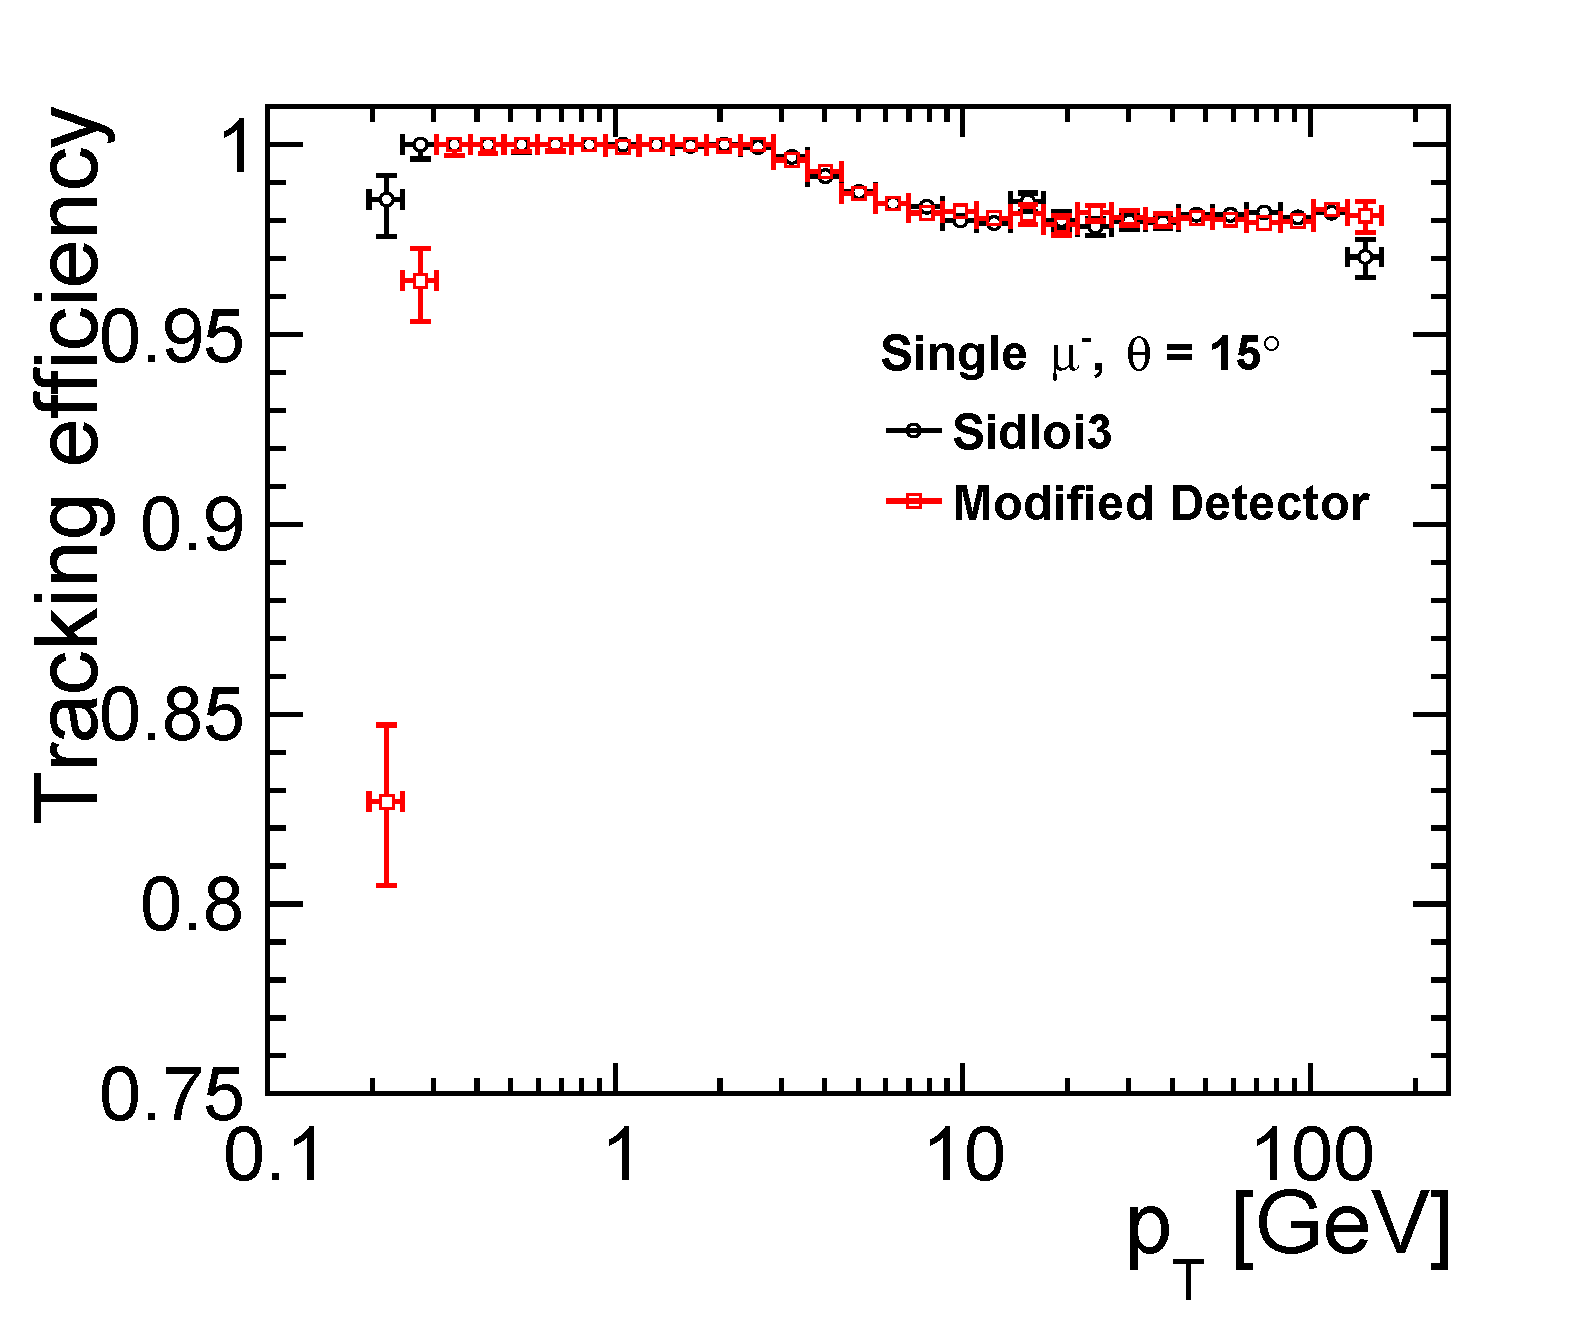 Tracking efficiency
1
0.95
0.9
0.85
0.8
0.75
Single μ-, θ = 15°
Sidloi3
Modified Detector
0.1 1 10 100
pT [GeV]